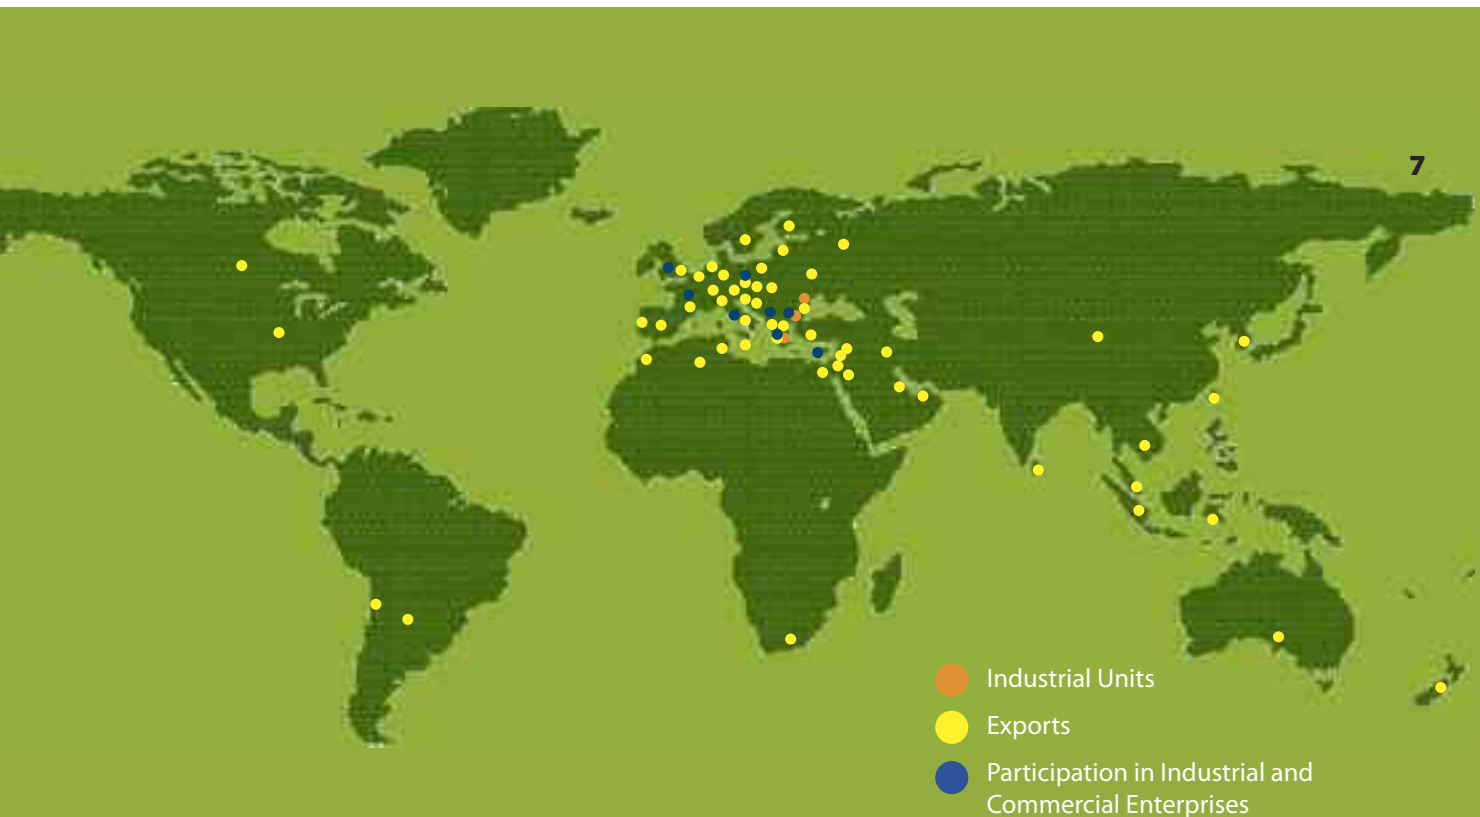 7
Industrial Units
Exports
Participation in Industrial and
Commercial Enterprises